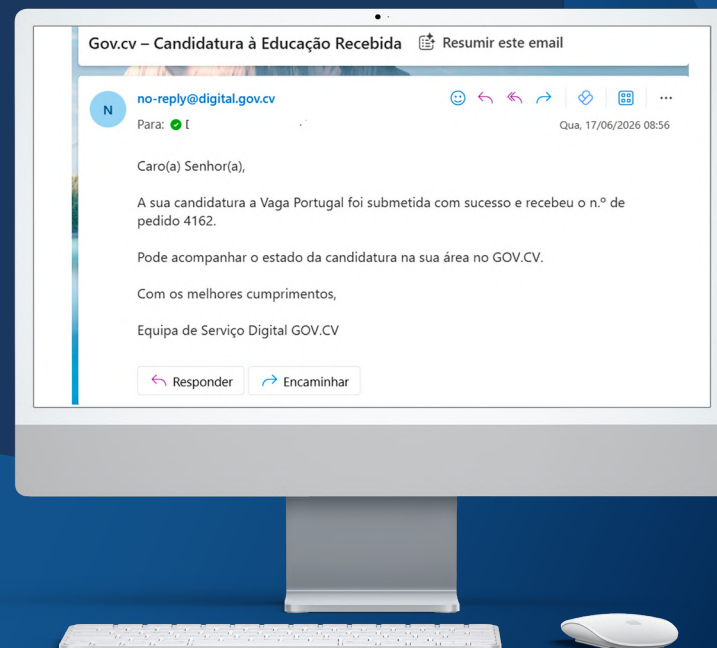 Gov.cv – Candidatura à Educação Recebida Resumir este email
N
no-reply@digital.gov.cv
Para:
Qua, 17/06/2026 08:56
Caro(a) Senhor(a),
A sua candidatura a Vaga Portugal foi submetida com sucesso e recebeu o n.º de
pedido 4162.
Pode acompanhar o estado da candidatura na sua área no GOV.CV.
Com os melhores cumprimentos,
Equipa de Serviço Digital GOV.CV
Responder Encaminhar